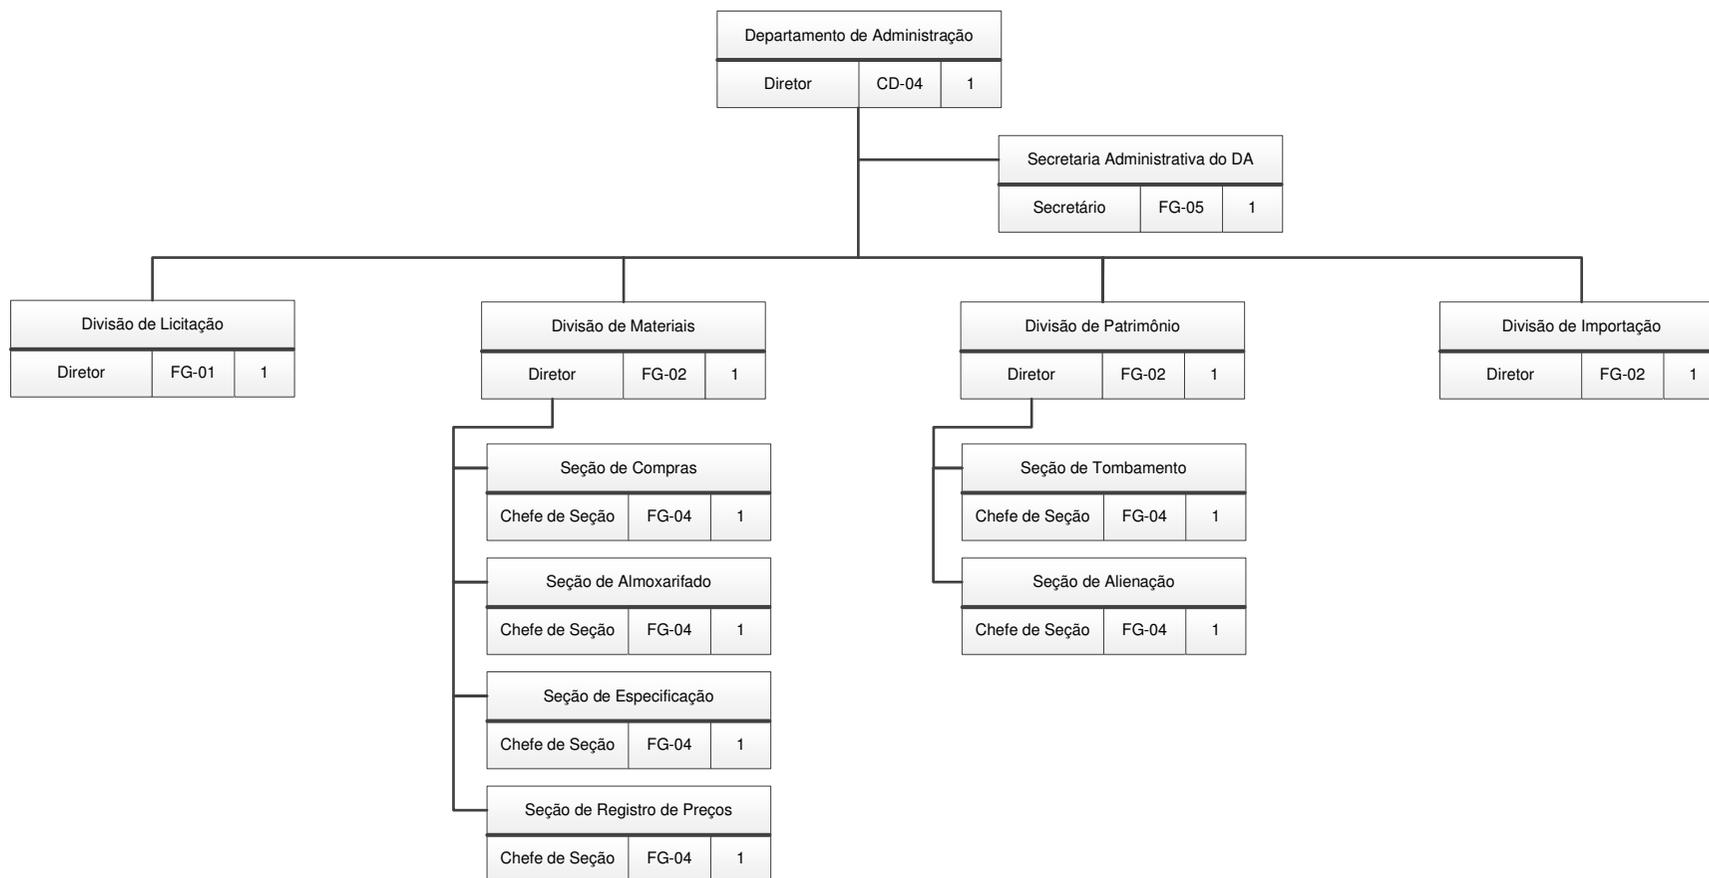 Departamento de Administração
Diretor CD-04 1
Secretaria Administrativa do DA
Secretário FG-05 1
Divisão de Licitação
Diretor FG-01 1
Divisão de Materiais
Diretor FG-02 1
Divisão de Patrimônio
Diretor FG-02 1
Divisão de Importação
Diretor FG-02 1
Seção de Compras
Chefe de Seção FG-04 1
Seção de Almoxarifado
Chefe de Seção FG-04 1
Seção de Especificação
Chefe de Seção FG-04 1
Seção de Registro de Preços
Chefe de Seção FG-04 1
Seção de Tombamento
Chefe de Seção FG-04 1
Seção de Alienação
Chefe de Seção FG-04 1